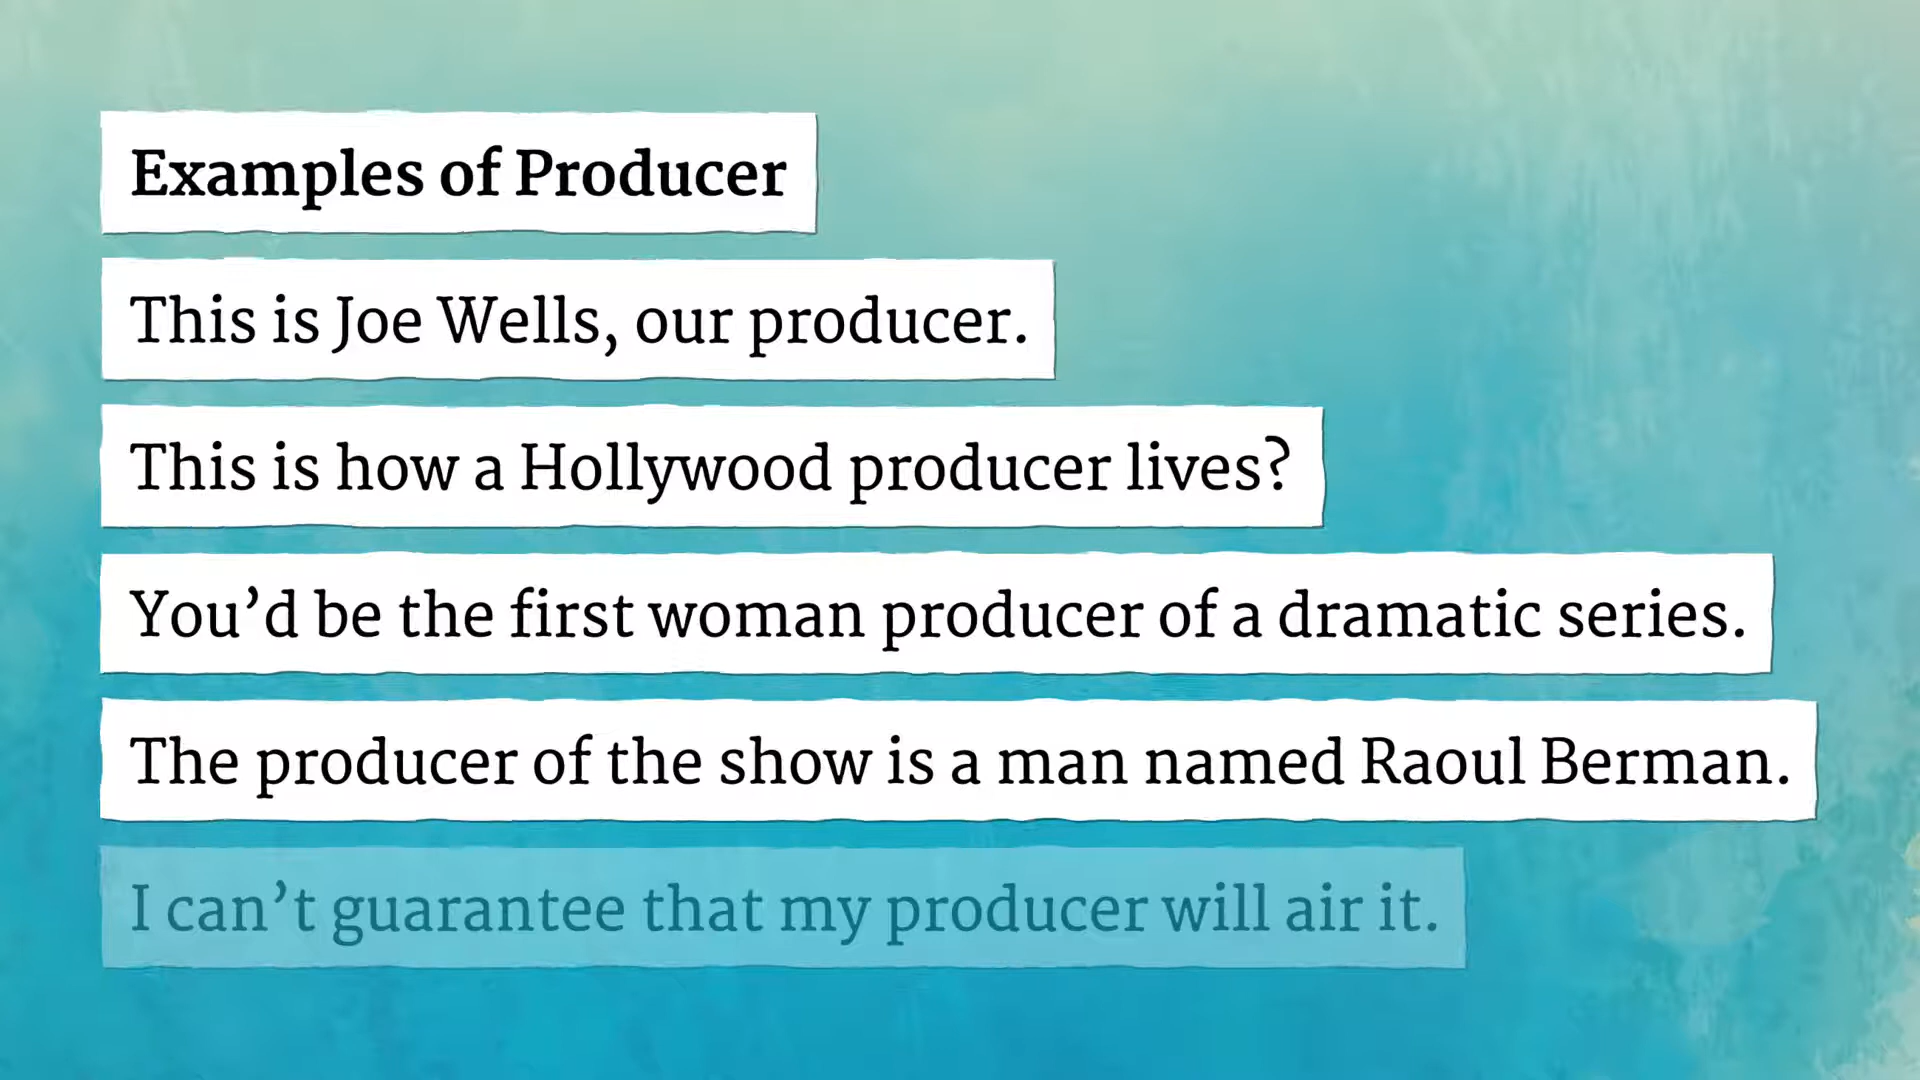 Examples of Producer
This is Joe Wells, our producer.
This is how a Hollywood producer lives?
You’d be the first woman producer of a dramatic series.
The producer of the show is a man named Raoul Berman.
I can’t guarantee that my producer will air it.